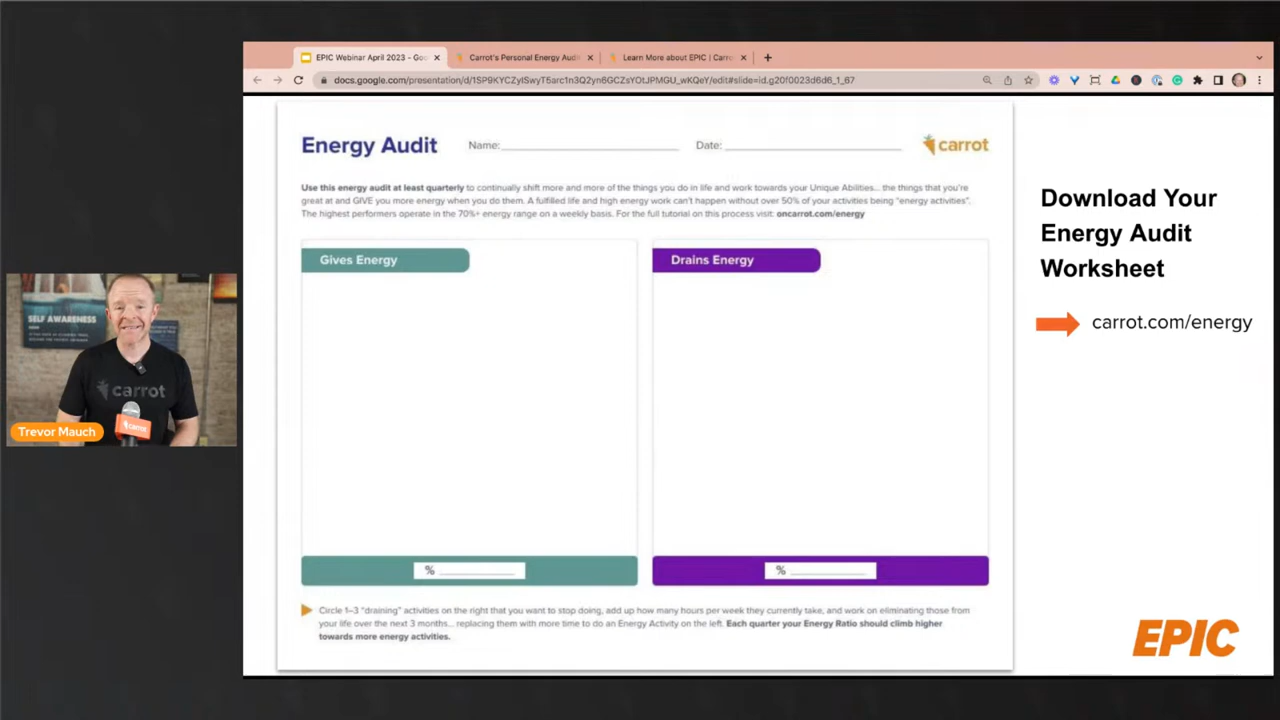 EPIC Webinar April 2023 - Goo
Carrot's Personal Energy Audi
Learn More about EPIC | Carro
docs.google.com/presentation/d/1SP9KYCZyISwyT5arc1n3Q2yn6GCZsYOtJPMGU_wKQeY/edit#slide=id.g20f0023d6d6_1_67
Energy Audit
Name:
Date:
carrot
Use this energy audit at least quarterly to continually shift more and more of the things you do in life and work towards your Unique Abilities... the things that you're
great at and GIVE you more energy when you do them. A fulfilled life and high energy work can't happen without over 50% of your activities being "energy activities".
The highest performers operate in the 70%+ energy range on a weekly basis. For the full tutorial on this process visit: oncarrot.com/energy
Gives Energy
Drains Energy
%
%
Circle 1-3 "draining" activities on the right that you want to stop doing, add up how many hours per week they currently take, and work on eliminating those from
your life over the next 3 months... replacing them with more time to do an Energy Activity on the left. Each quarter your Energy Ratio should climb higher
towards more energy activities.
Download Your
Energy Audit
Worksheet
carrot.com/energy
EPIC
SELF AWARENESS
carrot
carrot
Trevor Mauch